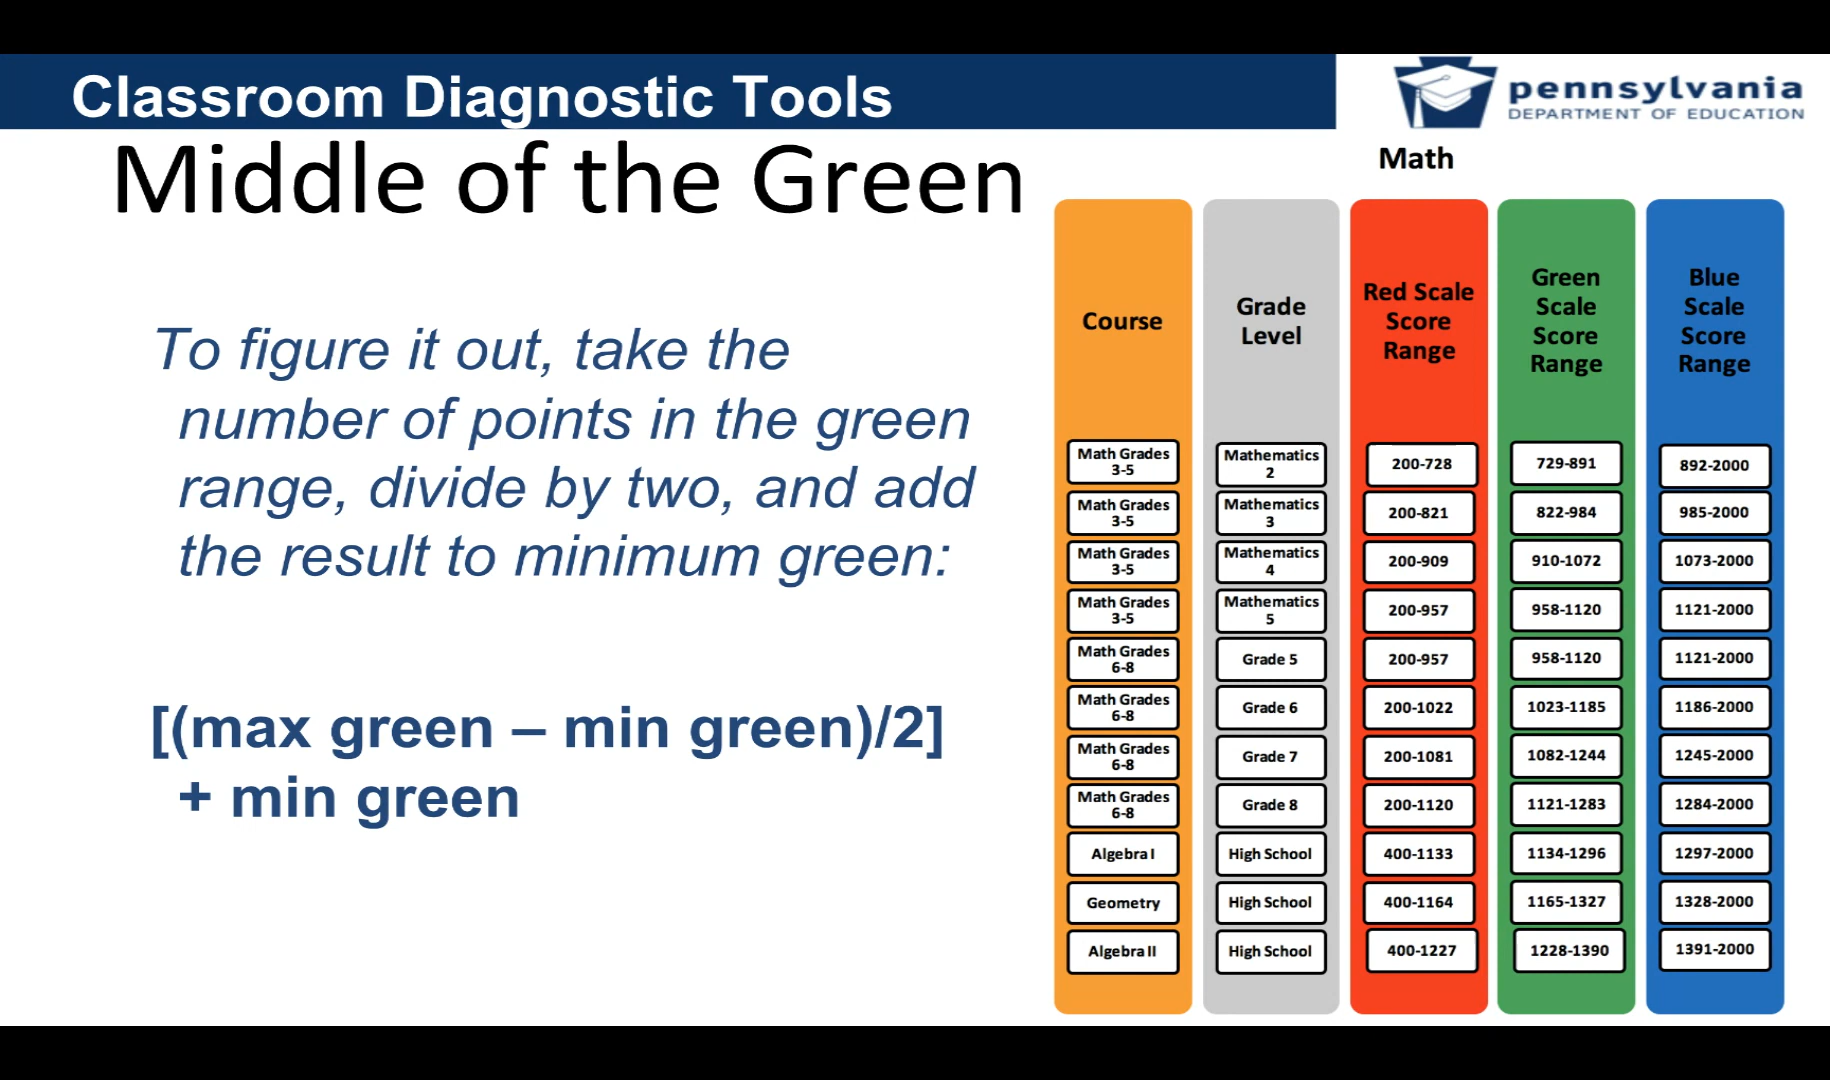 Classroom Diagnostic Tools
pennsylvania
DEPARTMENT OF EDUCATION
Middle of the Green
To figure it out, take the
number of points in the green
range, divide by two, and add
the result to minimum green:
[(max green – min green)/2]
+ min green
Math
Course
Grade
Level
Red Scale
Score
Range
Green
Scale
Score
Range
Blue
Scale
Score
Range
Math Grades
3-5
Mathematics
2
200-728
729-891
892-2000
Math Grades
3-5
Mathematics
3
200-821
822-984
985-2000
Math Grades
3-5
Mathematics
4
200-909
910-1072
1073-2000
Math Grades
3-5
Mathematics
5
200-957
958-1120
1121-2000
Math Grades
6-8
Grade 5
200-957
958-1120
1121-2000
Math Grades
6-8
Grade 6
200-1022
1023-1185
1186-2000
Math Grades
6-8
Grade 7
200-1081
1082-1244
1245-2000
Math Grades
6-8
Grade 8
200-1120
1121-1283
1284-2000
Algebra I
High School
400-1133
1134-1296
1297-2000
Geometry
High School
400-1164
1165-1327
1328-2000
Algebra II
High School
400-1227
1228-1390
1391-2000